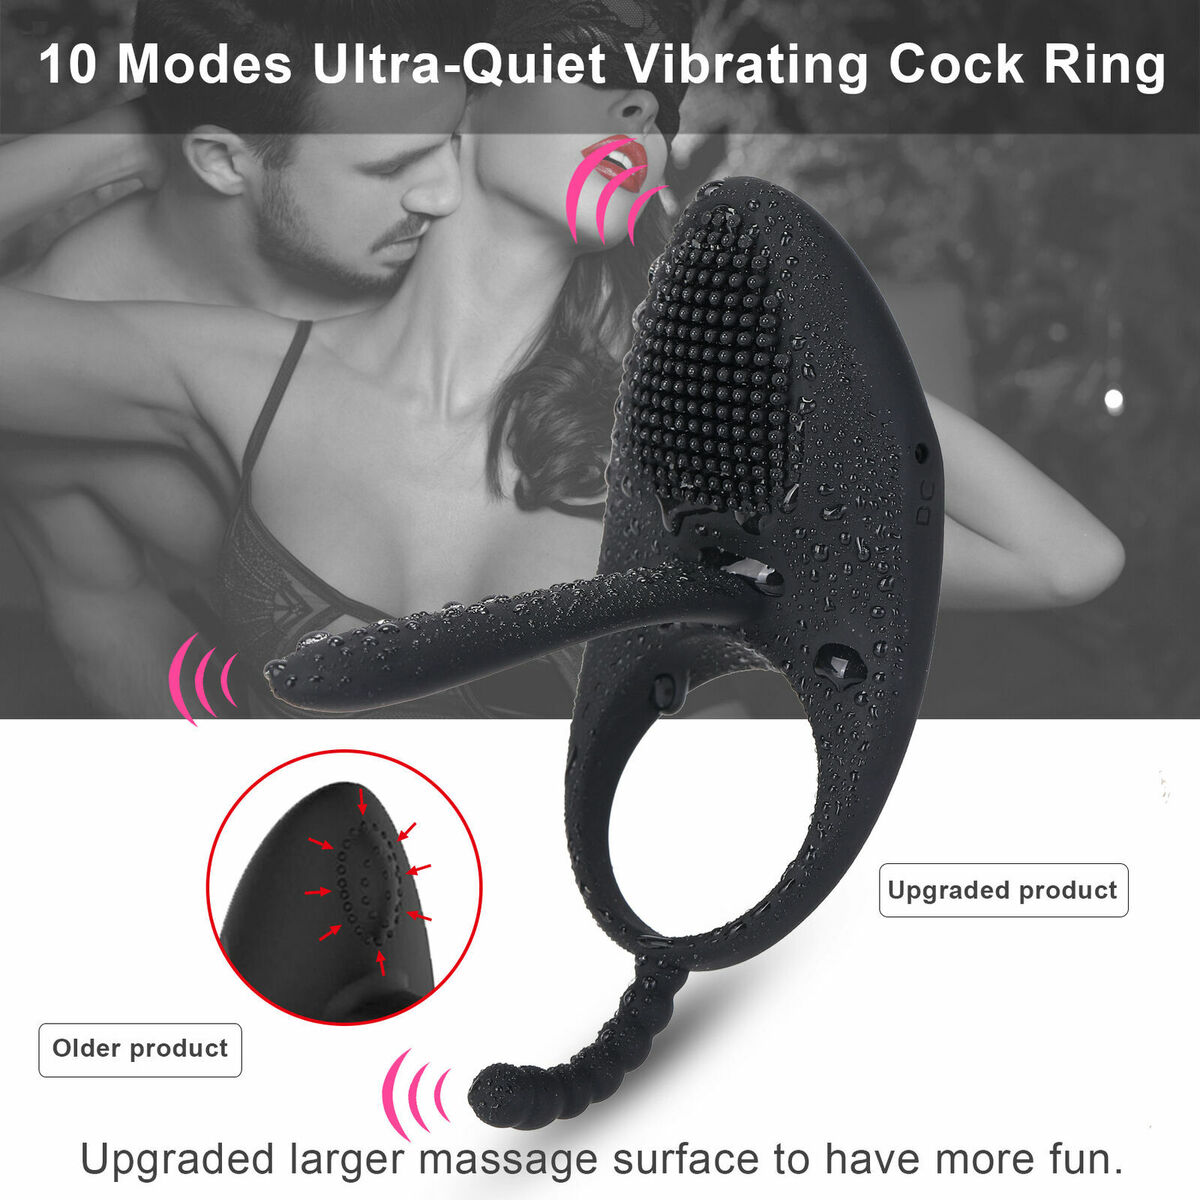 10 Modes Ultra-Quiet Vibrating Cock Ring
DC
Upgraded product
Older product
Upgraded larger massage surface to have more fun.